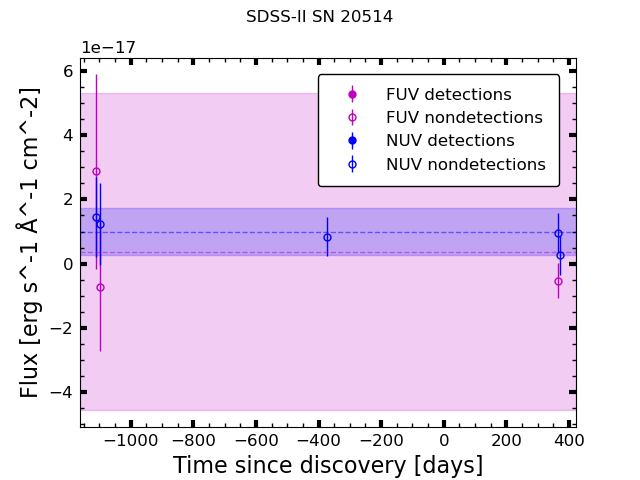 SDSS-II SN 20514
1e−17
FUV detections
FUV nondetections
NUV detections
NUV nondetections
6
4
2
0
−2
−4
Flux [erg s^-1 Å^-1 cm^-2]
−1000 −800 −600 −400 −200 0 200 400
Time since discovery [days]